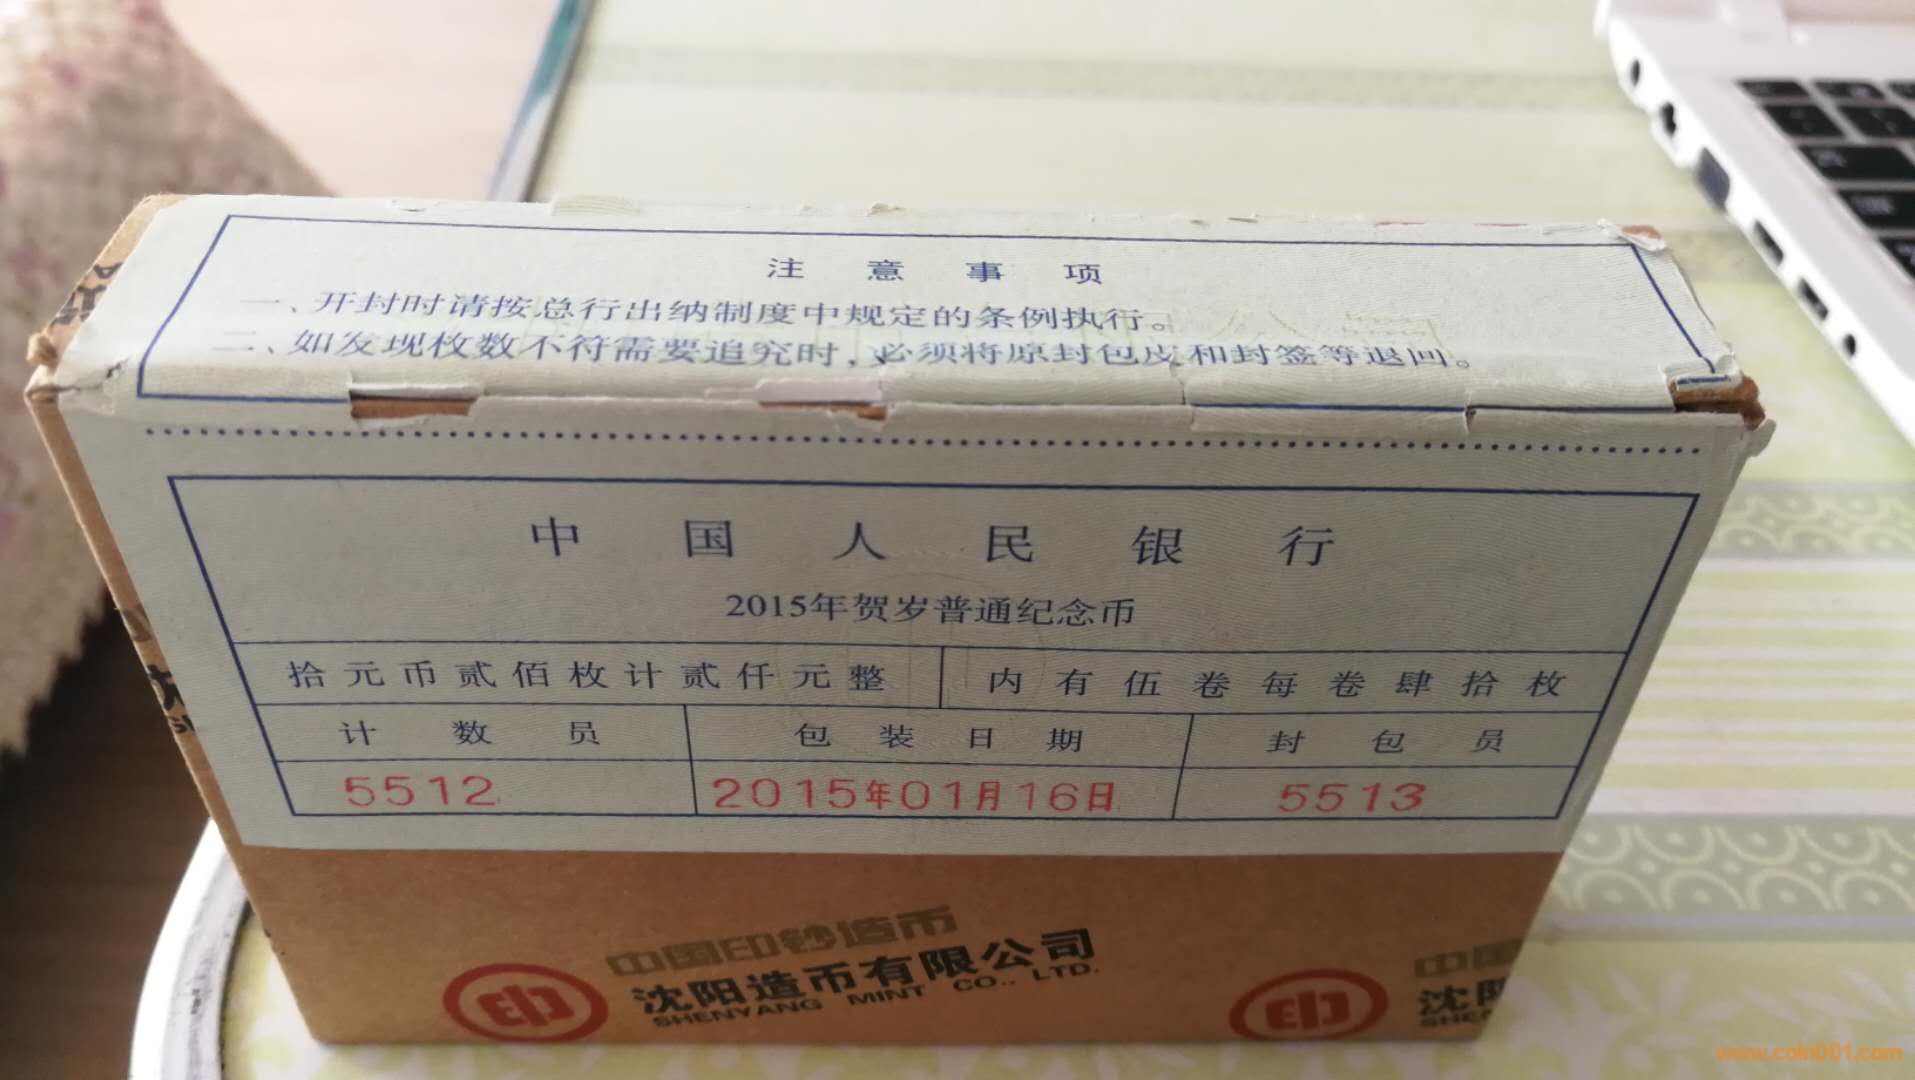 注意事项
一、开封时请按总行出纳制度中规定的条例执行。
二、如发现枚数不符需要追究时,必须将原封包皮和封签等退回。
中国人民银行
2015年贺岁普通纪念币
拾元币贰佰枚计贰仟元整 内有伍卷每卷肆拾枚
计数员 包装日期 封包员
5512 2015年01月16日 5513
中国印钞造币
沈阳造币有限公司
SHENYANG MINT CO., LTD.
中国
沈阳
SHEN
www.coin001.com